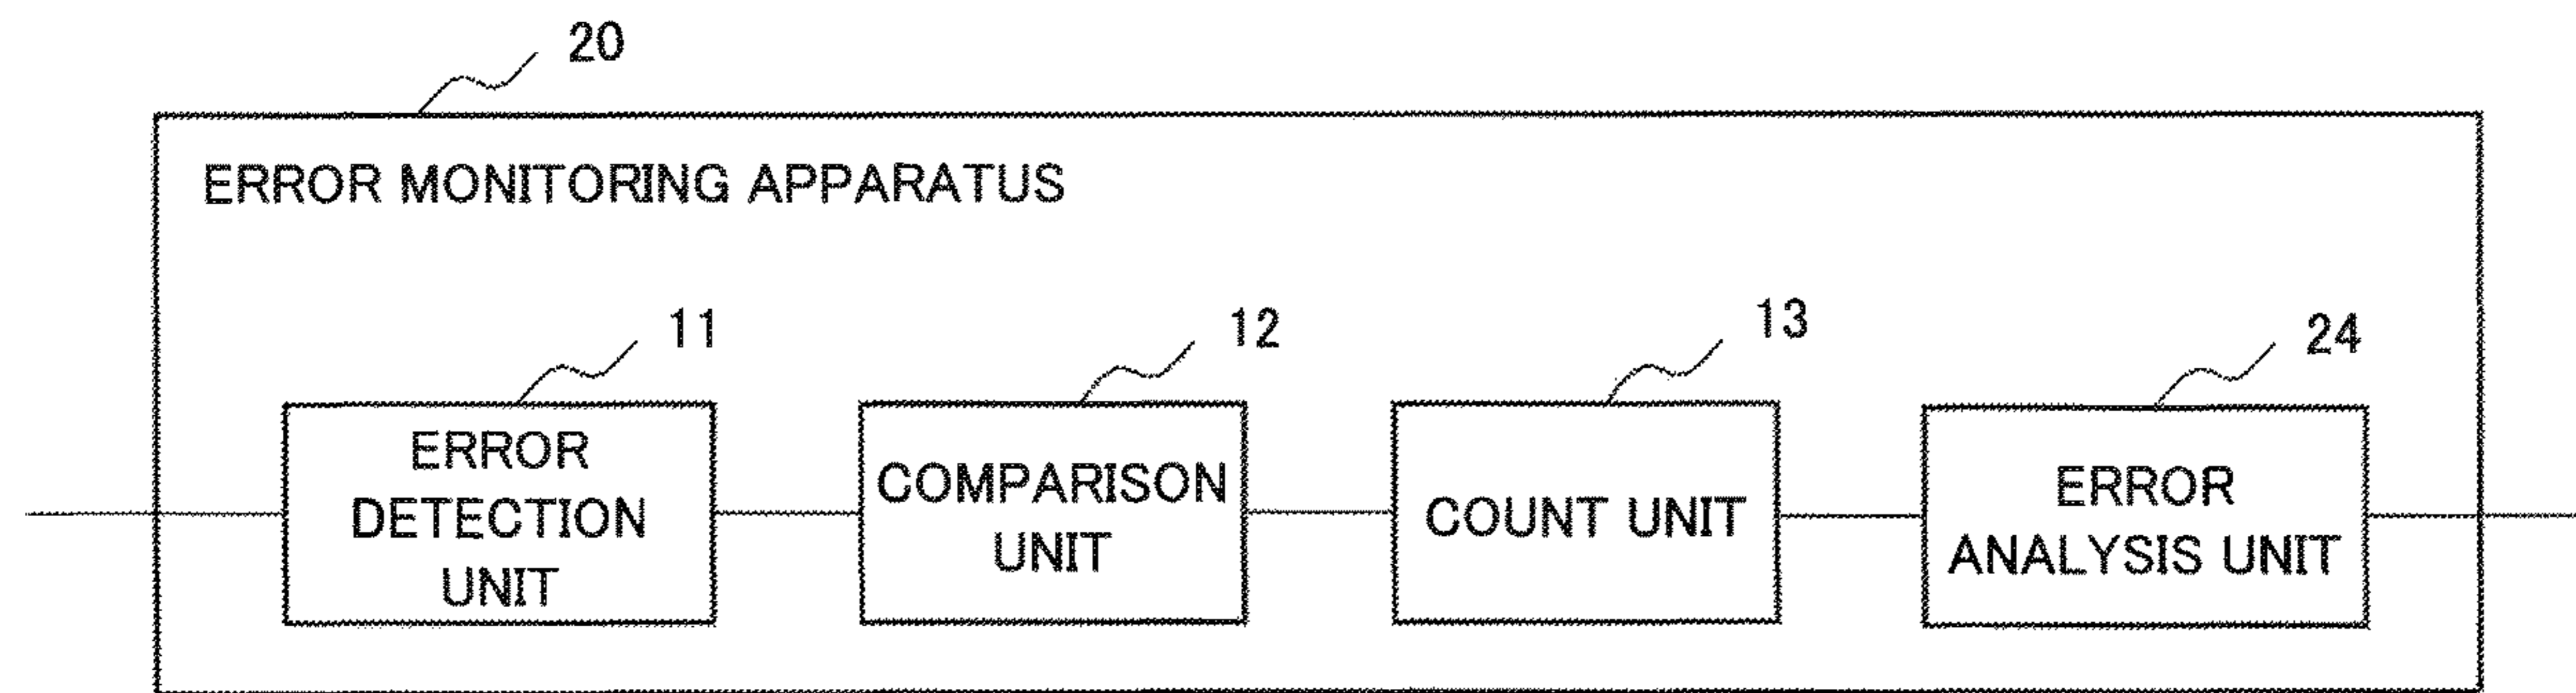 20
ERROR MONITORING APPARATUS
11
12
13
24
ERROR
DETECTION
UNIT
COMPARISON
UNIT
COUNT UNIT
ERROR
ANALYSIS UNIT